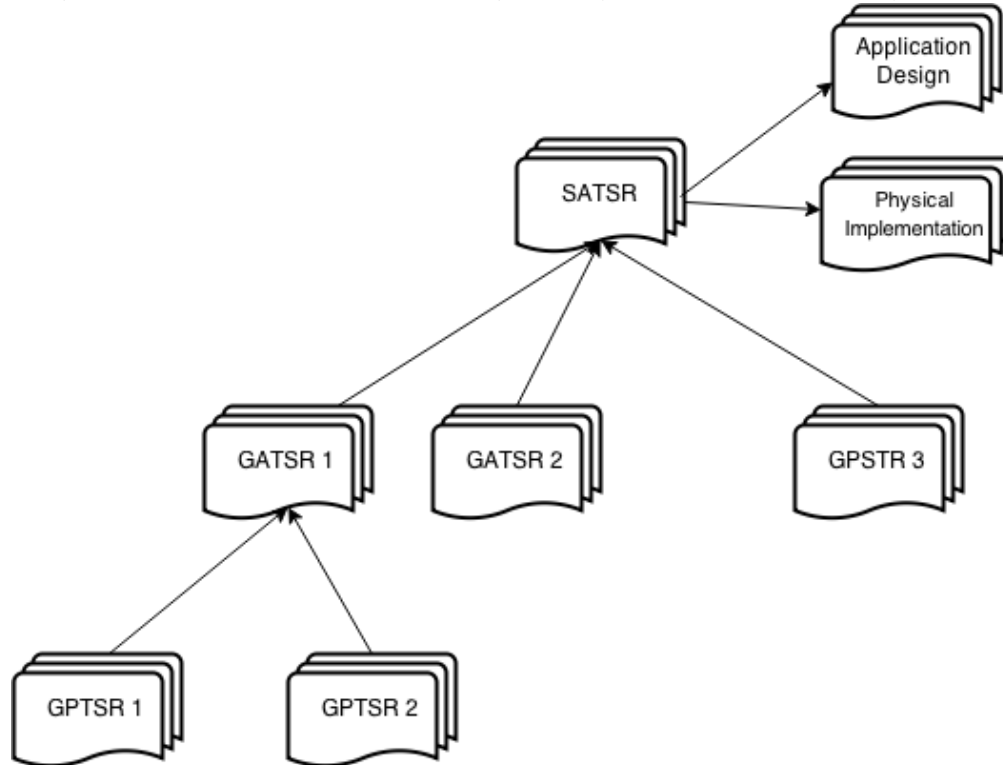 Application
Design
SATSR
Physical
Implementation
GATSR 1
GATSR 2
GPSTR 3
GPTSR 1
GPTSR 2